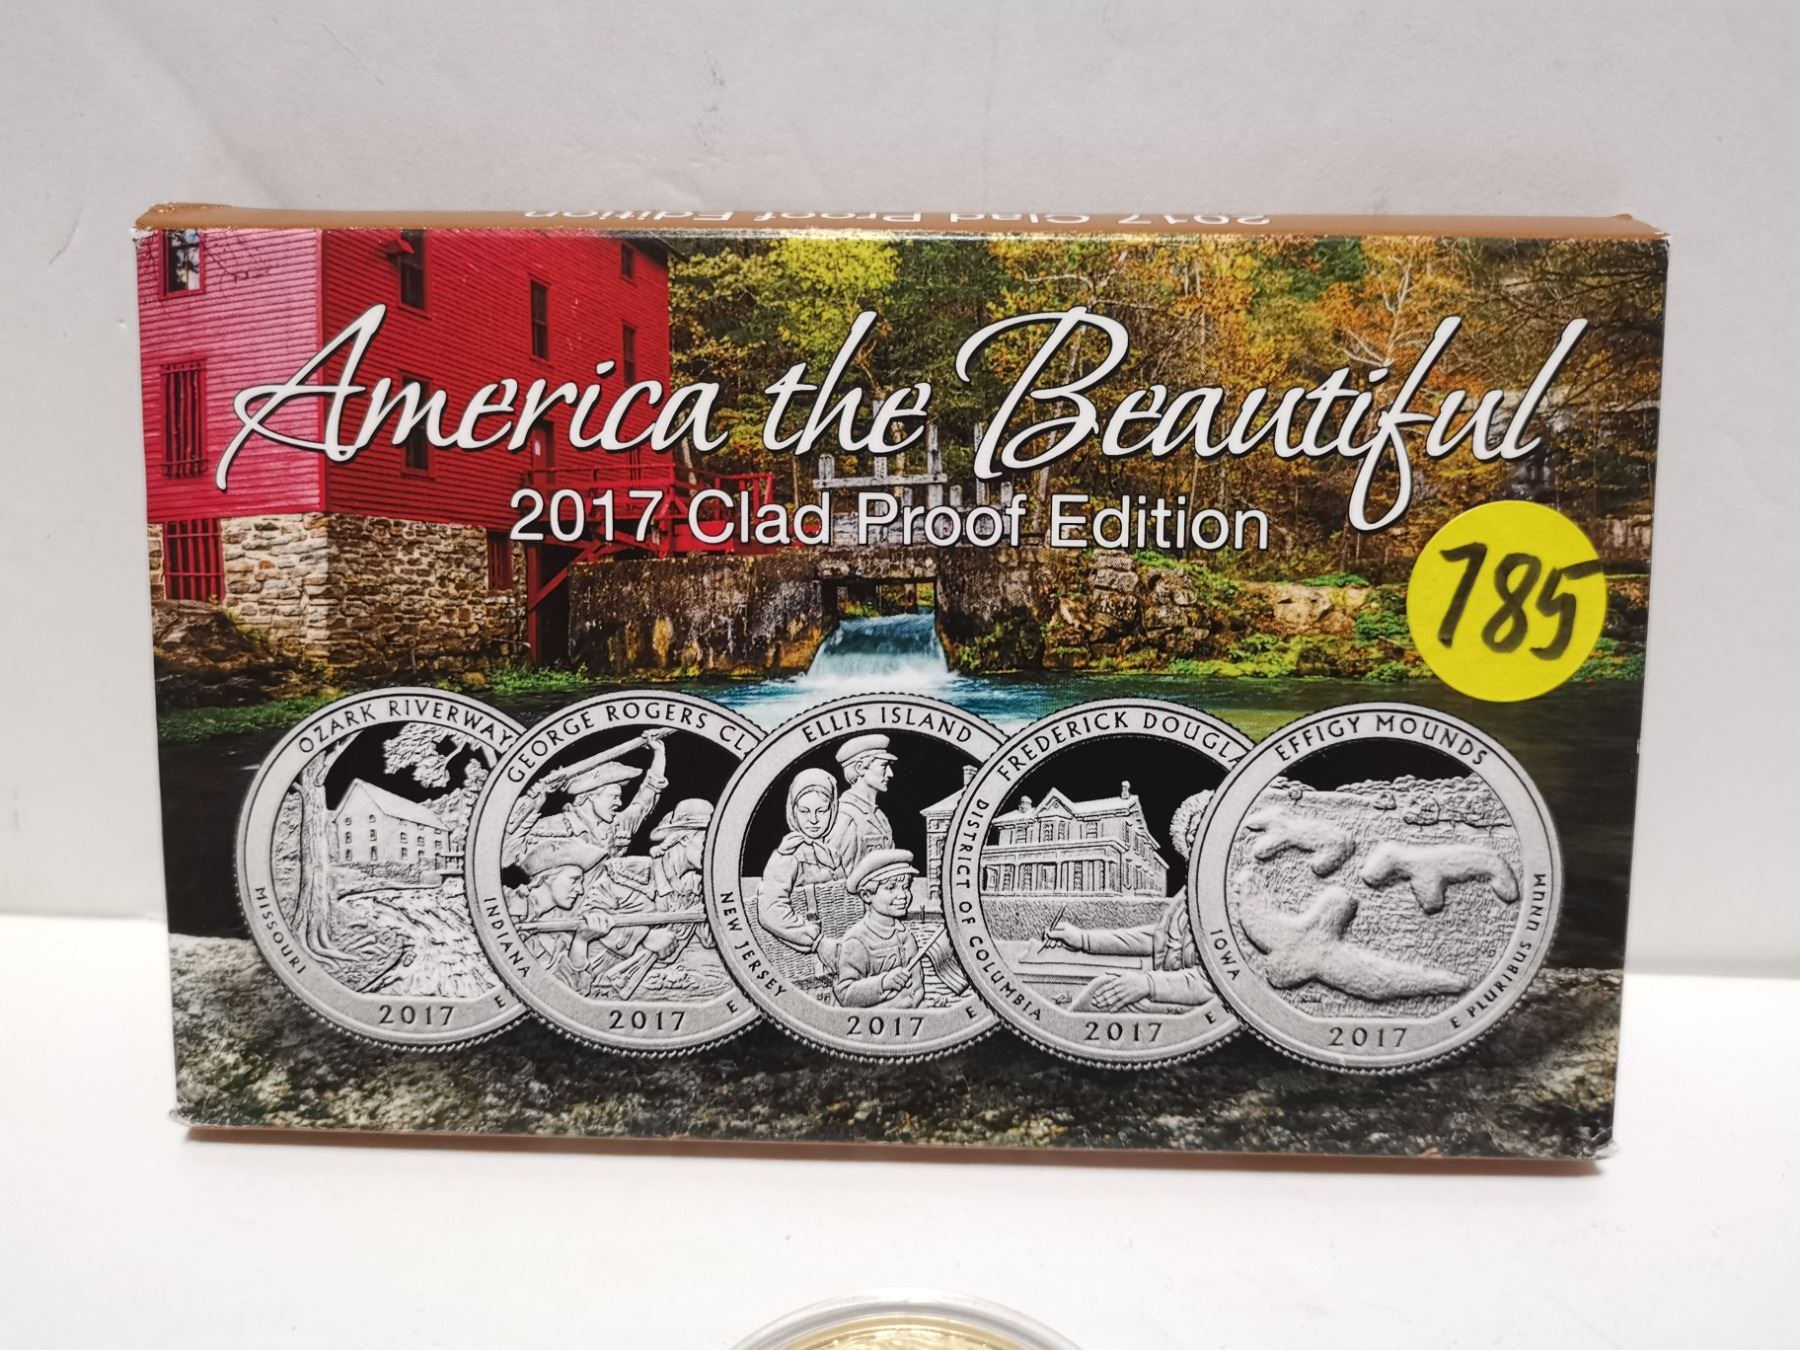 2017 Clad Proof Edition
America the Beautiful
2017 Clad Proof Edition
785
OZARK RIVERWAY
MISSOURI
2017
E
GEORGE ROGERS CL
INDIANA
2017
E
ELLIS ISLAND
NEW JERSEY
2017
E
FREDERICK DOUGLA
DISTRICT OF COLUMBIA
2017
E
EFFIGY MOUNDS
IOWA
2017
E PLURIBUS UNUM